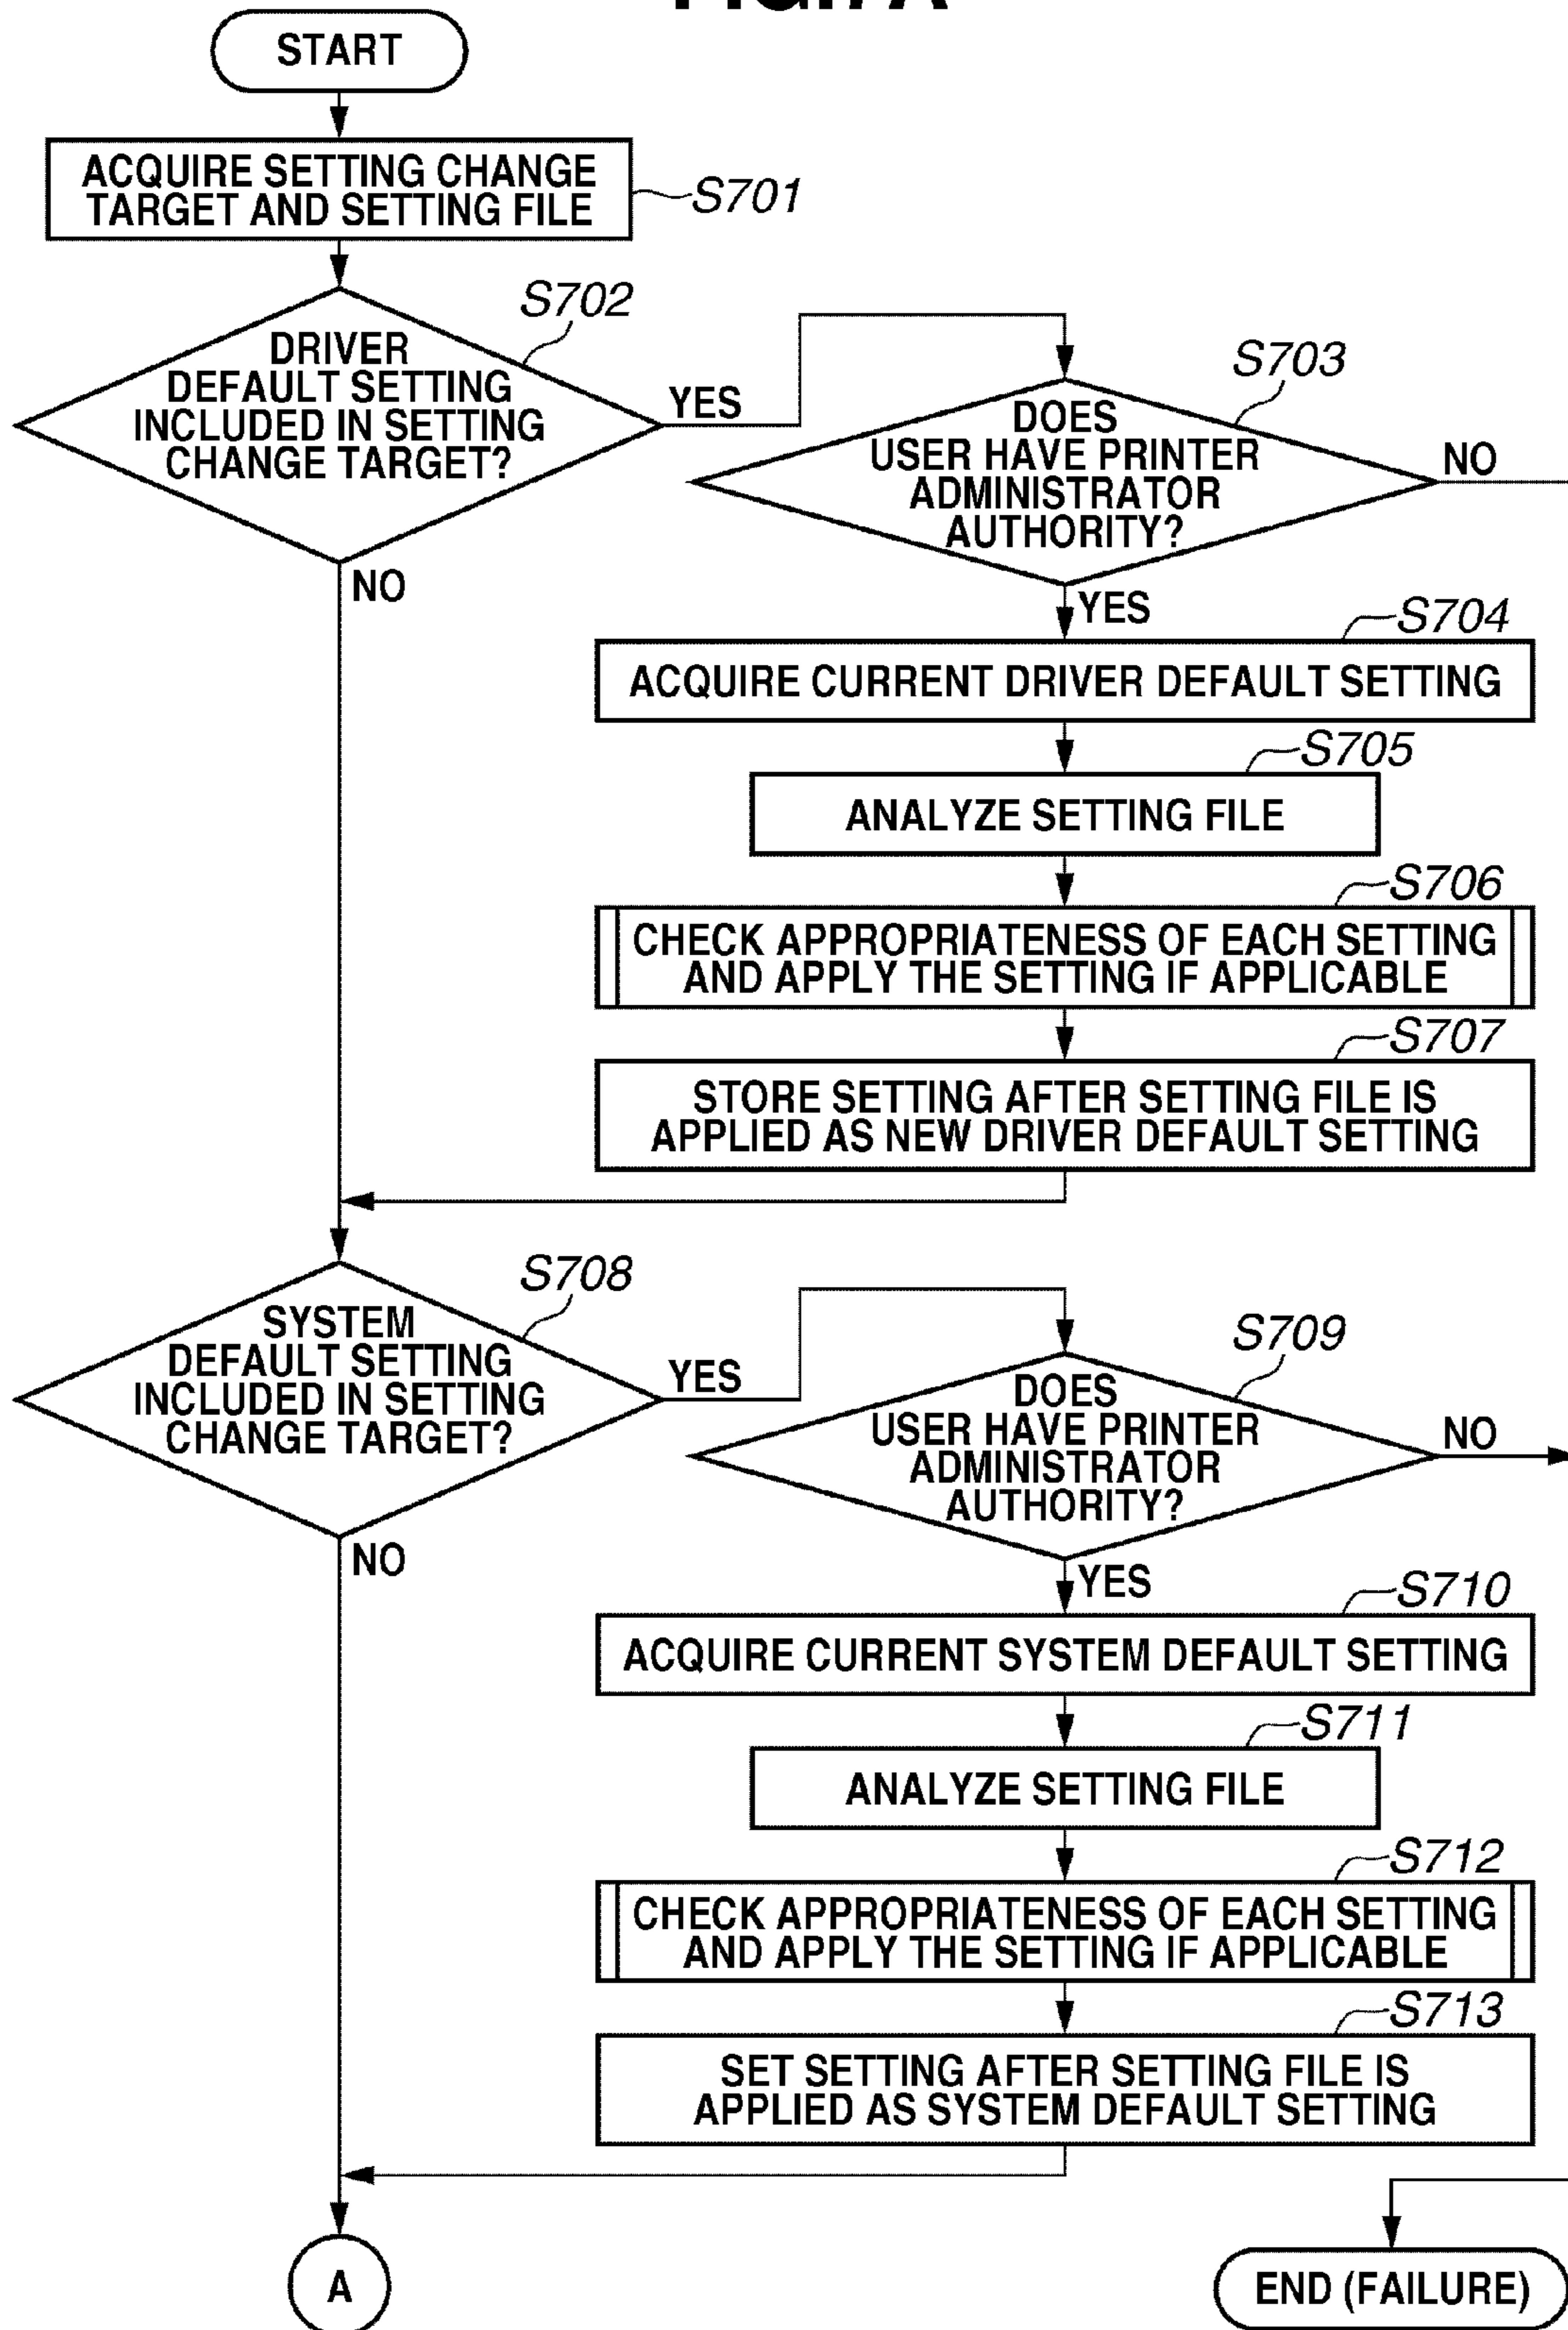 START
ACQUIRE SETTING CHANGE
TARGET AND SETTING FILE
S701
S702
DRIVER
DEFAULT SETTING
INCLUDED IN SETTING
CHANGE TARGET?
YES
NO
S703
DOES
USER HAVE PRINTER
ADMINISTRATOR
AUTHORITY?
NO
YES
S704
ACQUIRE CURRENT DRIVER DEFAULT SETTING
S705
ANALYZE SETTING FILE
S706
CHECK APPROPRIATENESS OF EACH SETTING
AND APPLY THE SETTING IF APPLICABLE
S707
STORE SETTING AFTER SETTING FILE IS
APPLIED AS NEW DRIVER DEFAULT SETTING
S708
SYSTEM
DEFAULT SETTING
INCLUDED IN SETTING
CHANGE TARGET?
YES
NO
S709
DOES
USER HAVE PRINTER
ADMINISTRATOR
AUTHORITY?
NO
YES
S710
ACQUIRE CURRENT SYSTEM DEFAULT SETTING
S711
ANALYZE SETTING FILE
S712
CHECK APPROPRIATENESS OF EACH SETTING
AND APPLY THE SETTING IF APPLICABLE
S713
SET SETTING AFTER SETTING FILE IS
APPLIED AS SYSTEM DEFAULT SETTING
A
END (FAILURE)